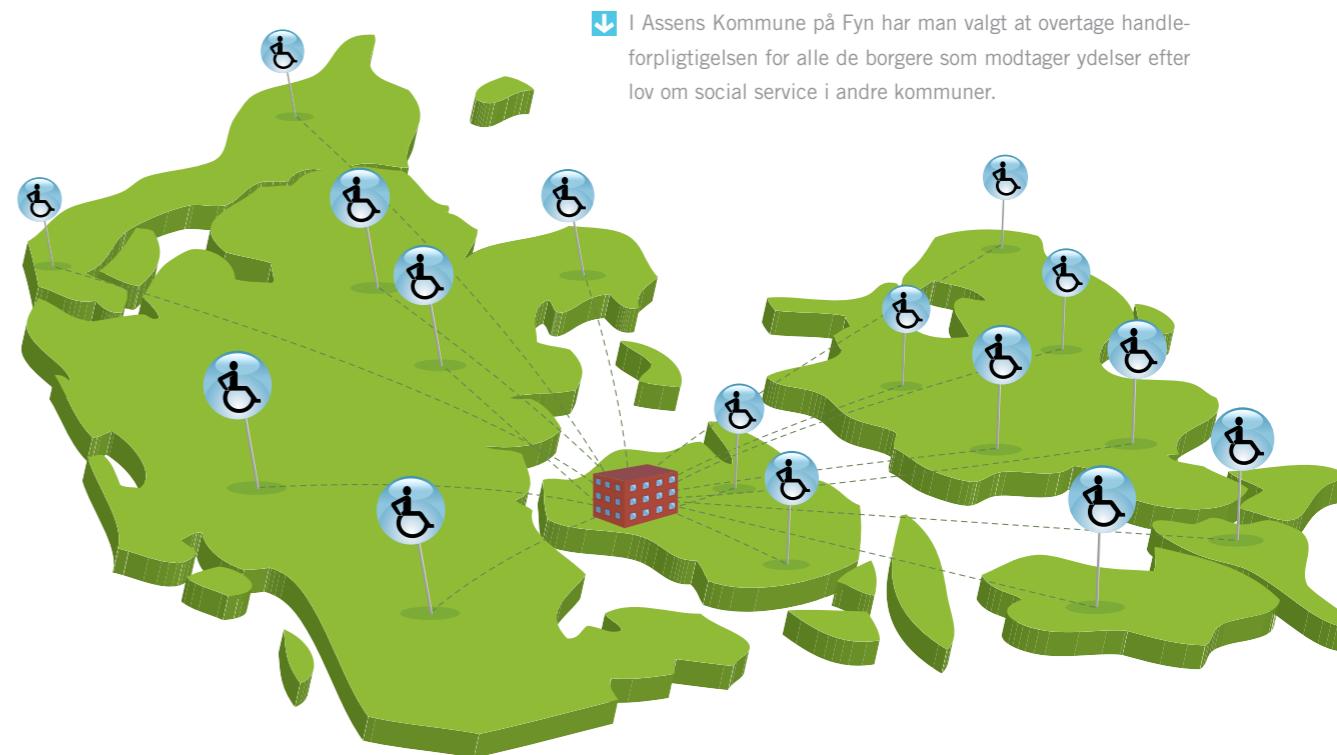 I Assens Kommune på Fyn har man valgt at overtage handle-
forpligtigelsen for alle de borgere som modtager ydelser efter
lov om social service i andre kommuner.